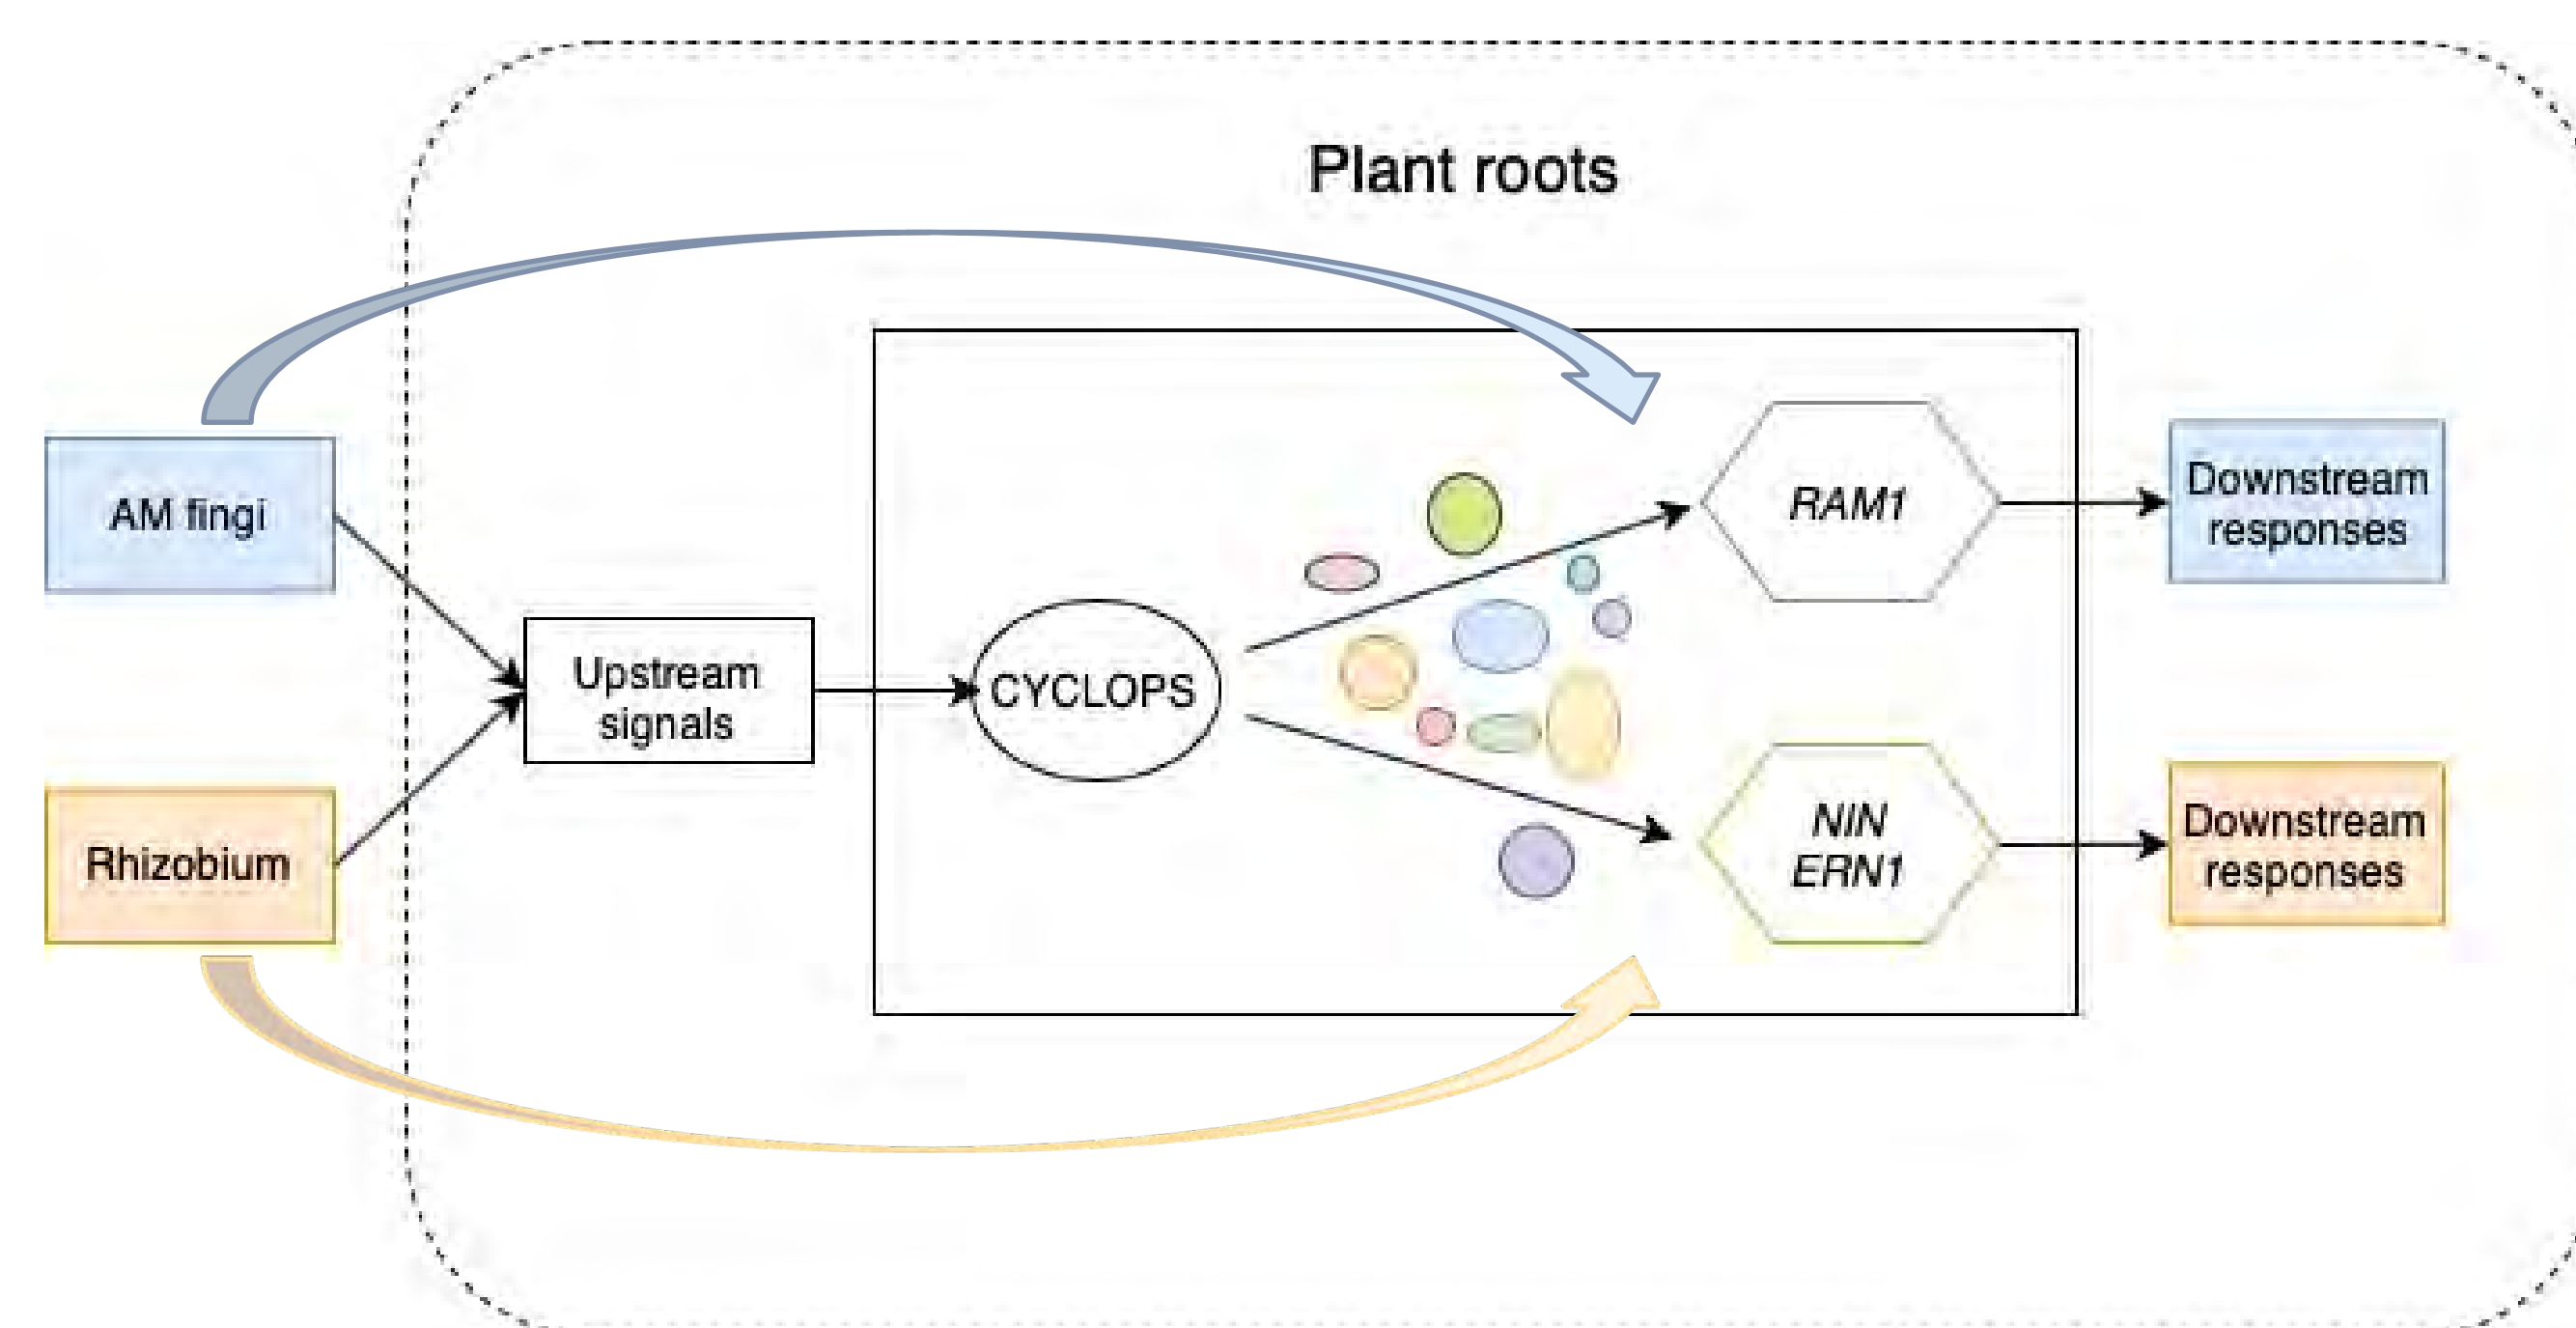 Plant roots
AM fingi
Rhizobium
Upstream
signals
CYCLOPS
RAM1
NIN
ERN1
Downstream
responses
Downstream
responses